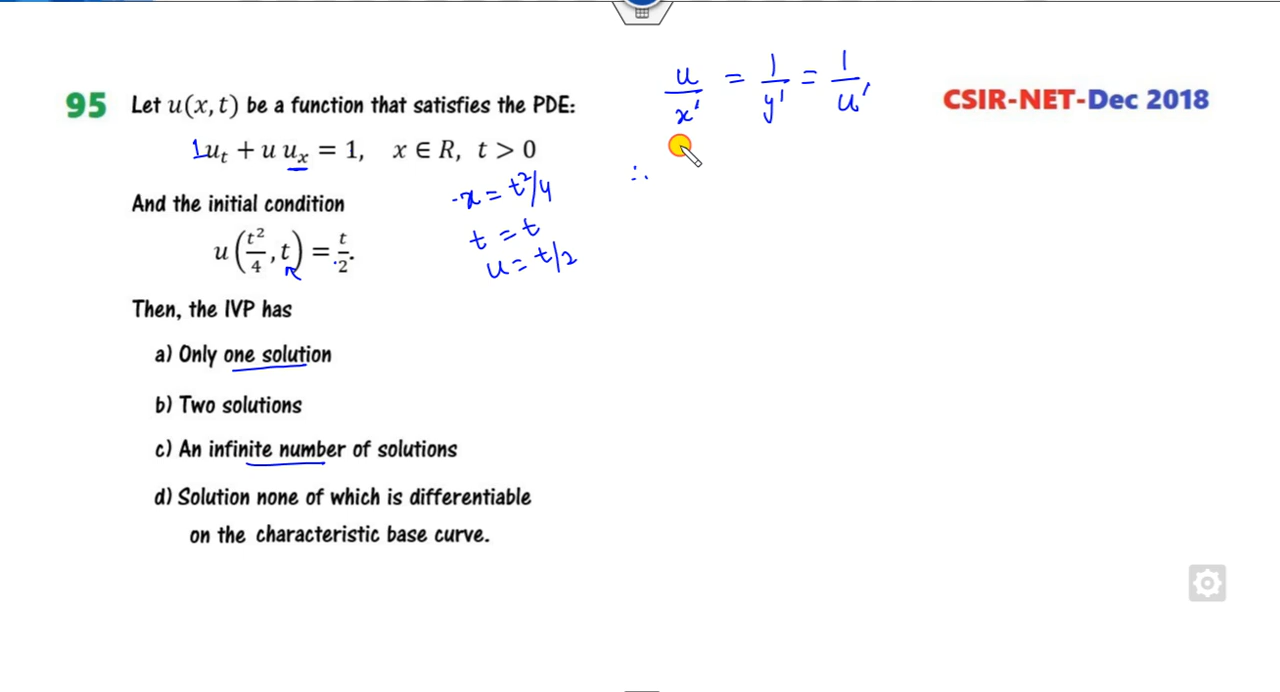 95 Let u(x, t) be a function that satisfies the PDE:
1u_t + u u_x = 1, x ∈ R, t > 0
And the initial condition
u(t²/4, t) = t/2.
Then, the IVP has
a) Only one solution
b) Two solutions
c) An infinite number of solutions
d) Solution none of which is differentiable
on the characteristic base curve.
x = t²/4
t = t
u = t/2
u/x' = 1/y' = 1/u'
∴
CSIR-NET-Dec 2018